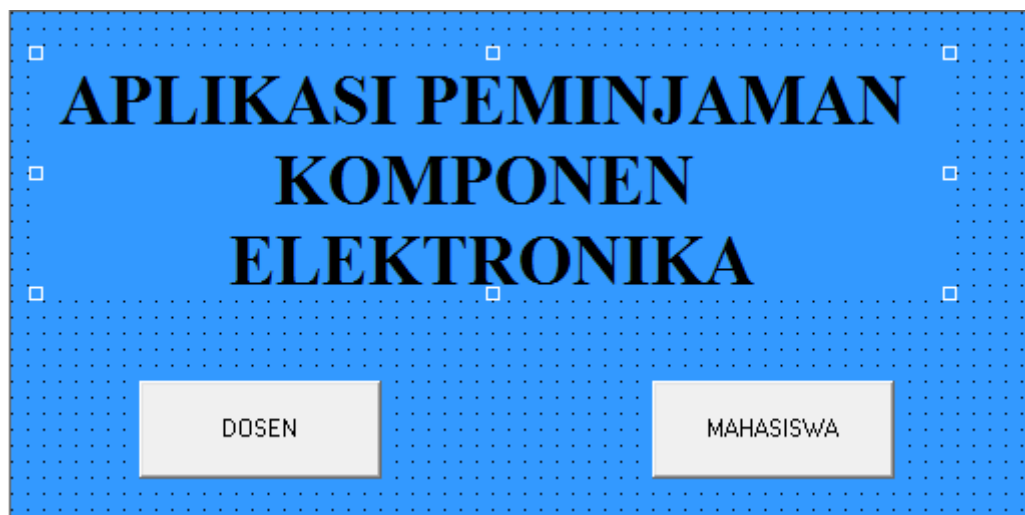 APLIKASI PEMINJAMAN
KOMPONEN
ELEKTRONIKA
DOSEN
MAHASISWA